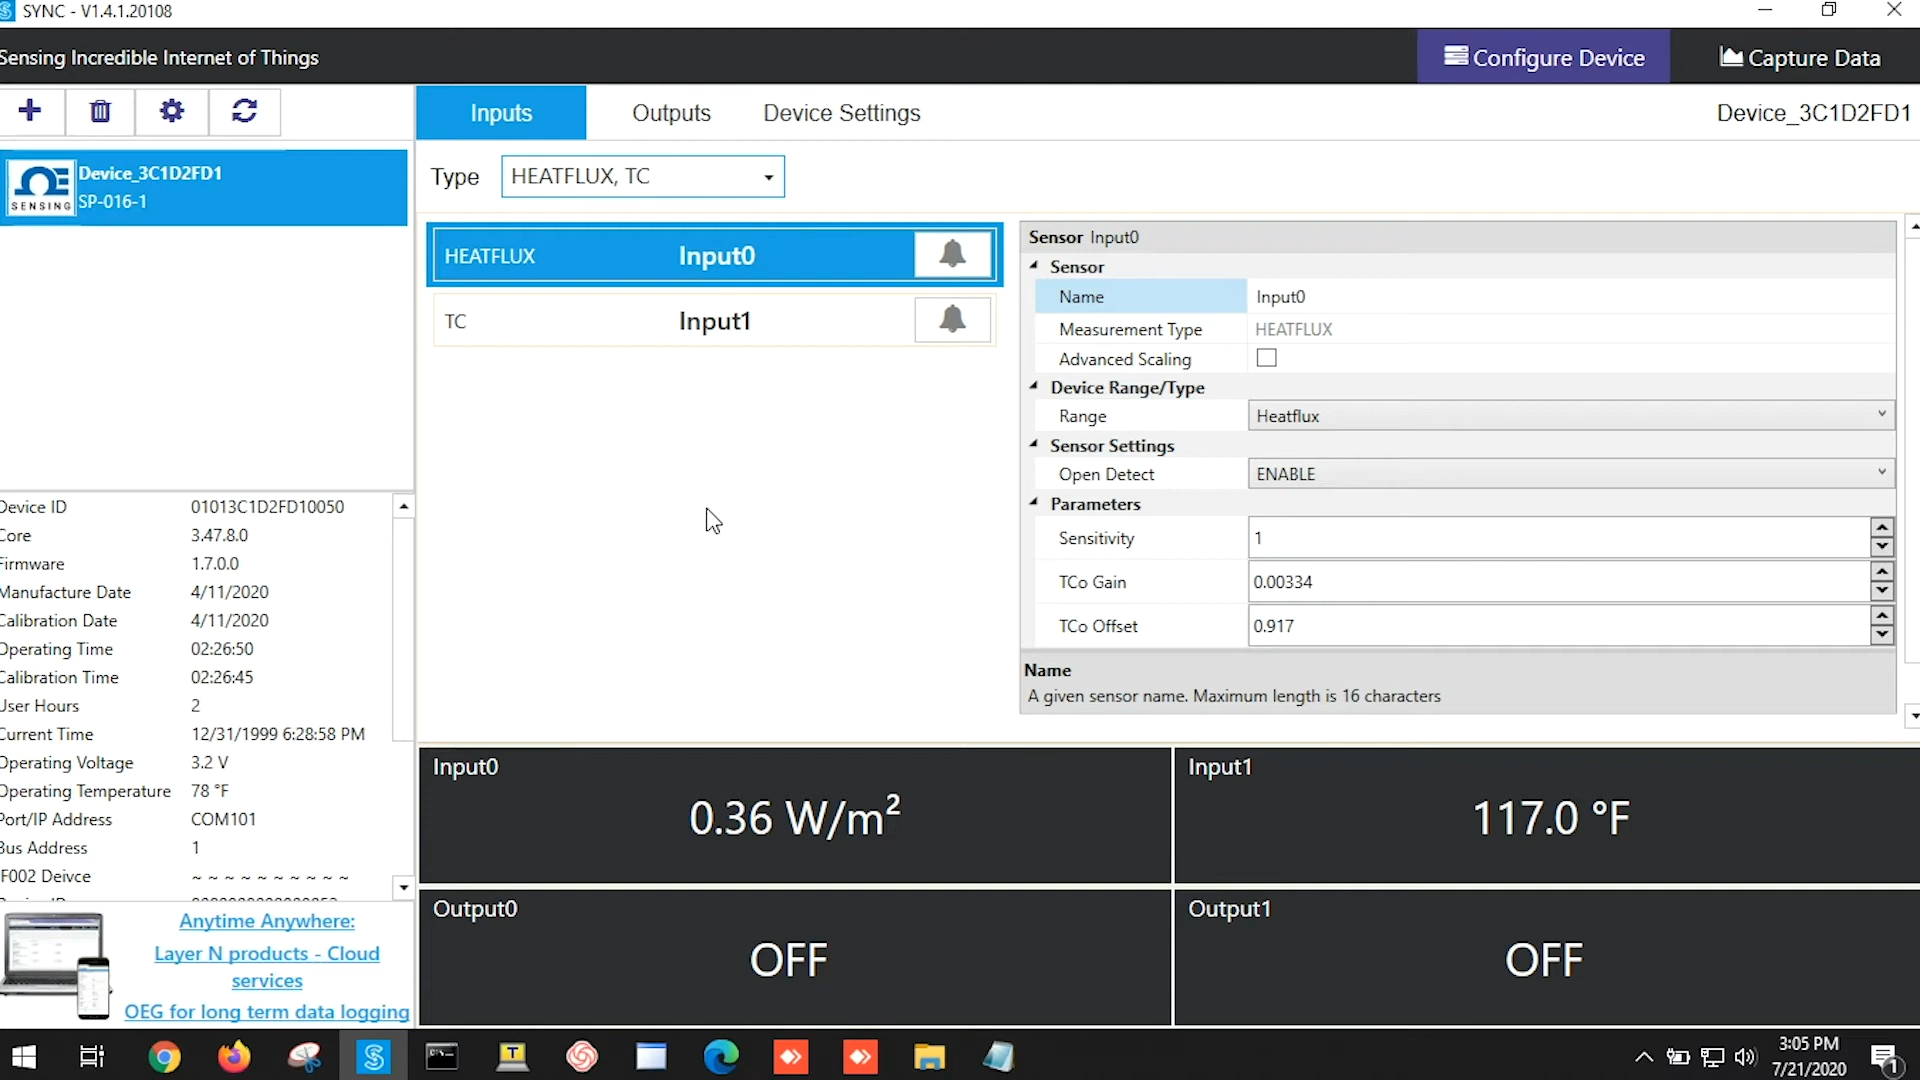 SYNC - V1.4.1.20108
Sensing Incredible Internet of Things
Configure Device
Capture Data
Inputs
Outputs
Device Settings
Device_3C1D2FD1
SENSING
Device_3C1D2FD1
SP-016-1
Type
HEATFLUX, TC
HEATFLUX
Input0
TC
Input1
Sensor Input0
Sensor
Name
Input0
Measurement Type
HEATFLUX
Advanced Scaling
Device Range/Type
Range
Heatflux
Sensor Settings
Open Detect
ENABLE
Parameters
Sensitivity
1
TCo Gain
0.00334
TCo Offset
0.917
Name
A given sensor name. Maximum length is 16 characters
Device ID 01013C1D2FD10050
Core 3.47.8.0
Firmware 1.7.0.0
Manufacture Date 4/11/2020
Calibration Date 4/11/2020
Operating Time 02:26:50
Calibration Time 02:26:45
User Hours 2
Current Time 12/31/1999 6:28:58 PM
Operating Voltage 3.2 V
Operating Temperature 78 °F
Port/IP Address COM101
Bus Address 1
IF002 Deivce ~ ~ ~ ~ ~ ~ ~ ~ ~ ~
Anytime Anywhere:
Layer N products - Cloud
services
OEG for long term data logging
Input0
0.36 W/m²
Input1
117.0 °F
Output0
OFF
Output1
OFF
3:05 PM
7/21/2020
1